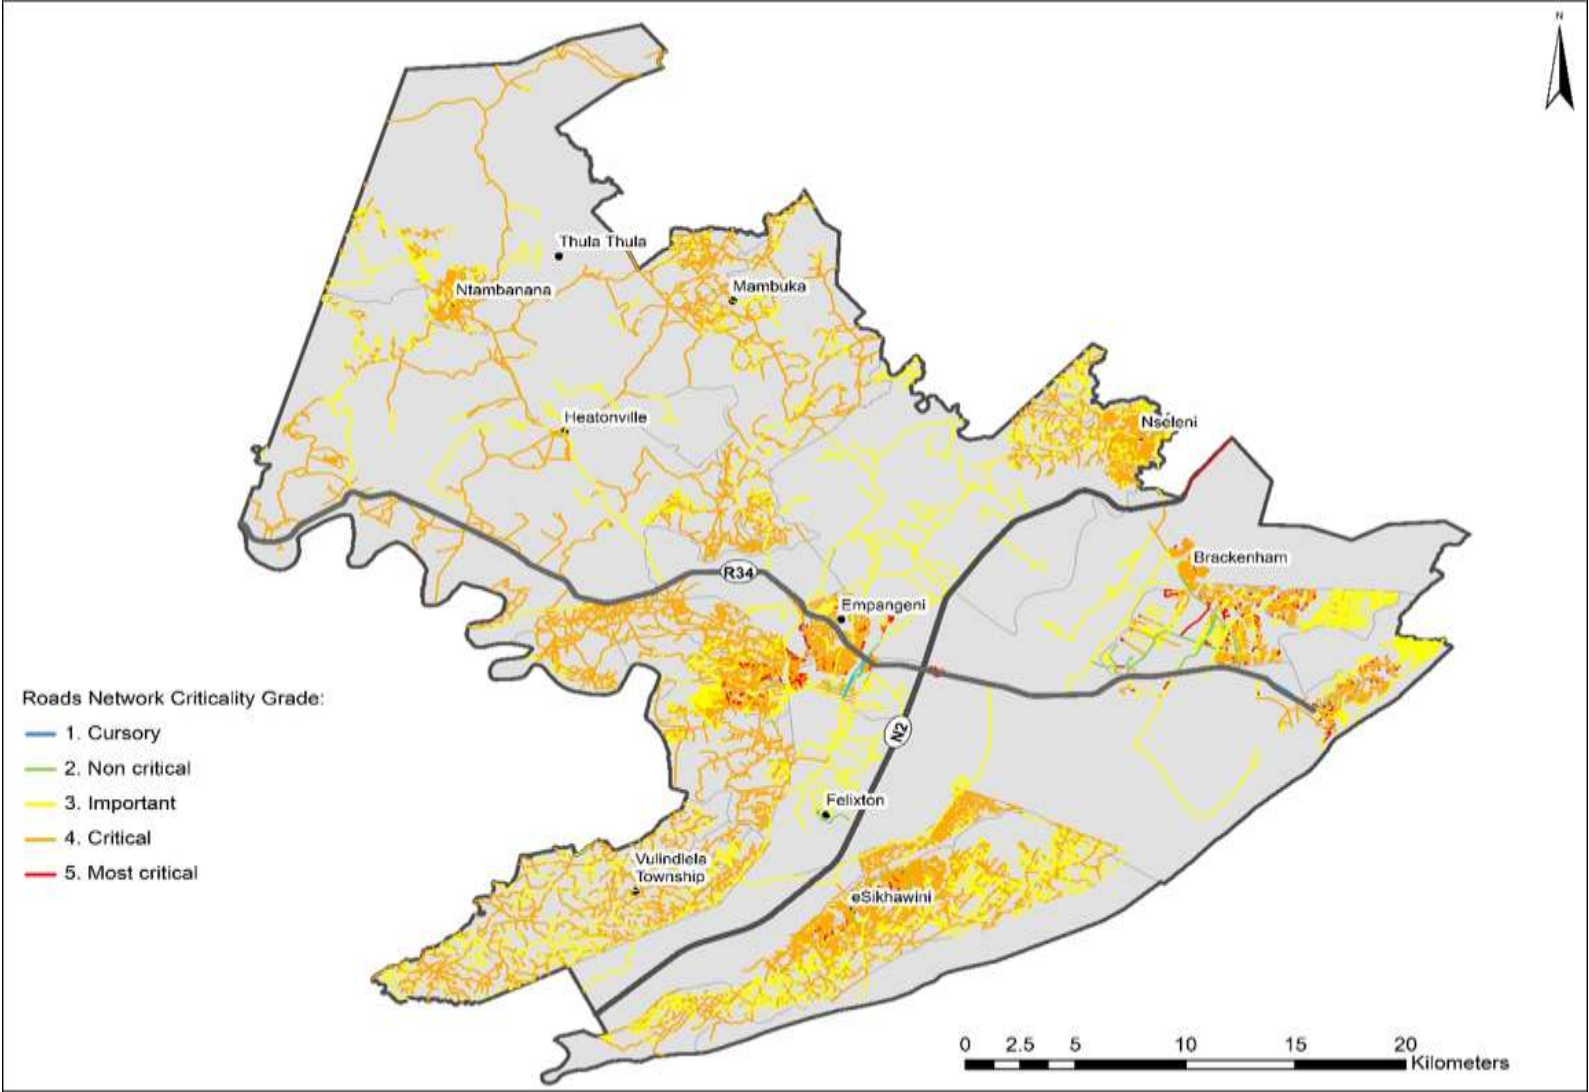 N
Thula Thula
Ntambanana
Mambuka
Heatonville
Nseleni
Brackenham
R34
Empangeni
N2
Felixton
Vulindlela
Township
eSikhawini
Roads Network Criticality Grade:
1. Cursory
2. Non critical
3. Important
4. Critical
5. Most critical
0 2.5 5 10 15 20
Kilometers